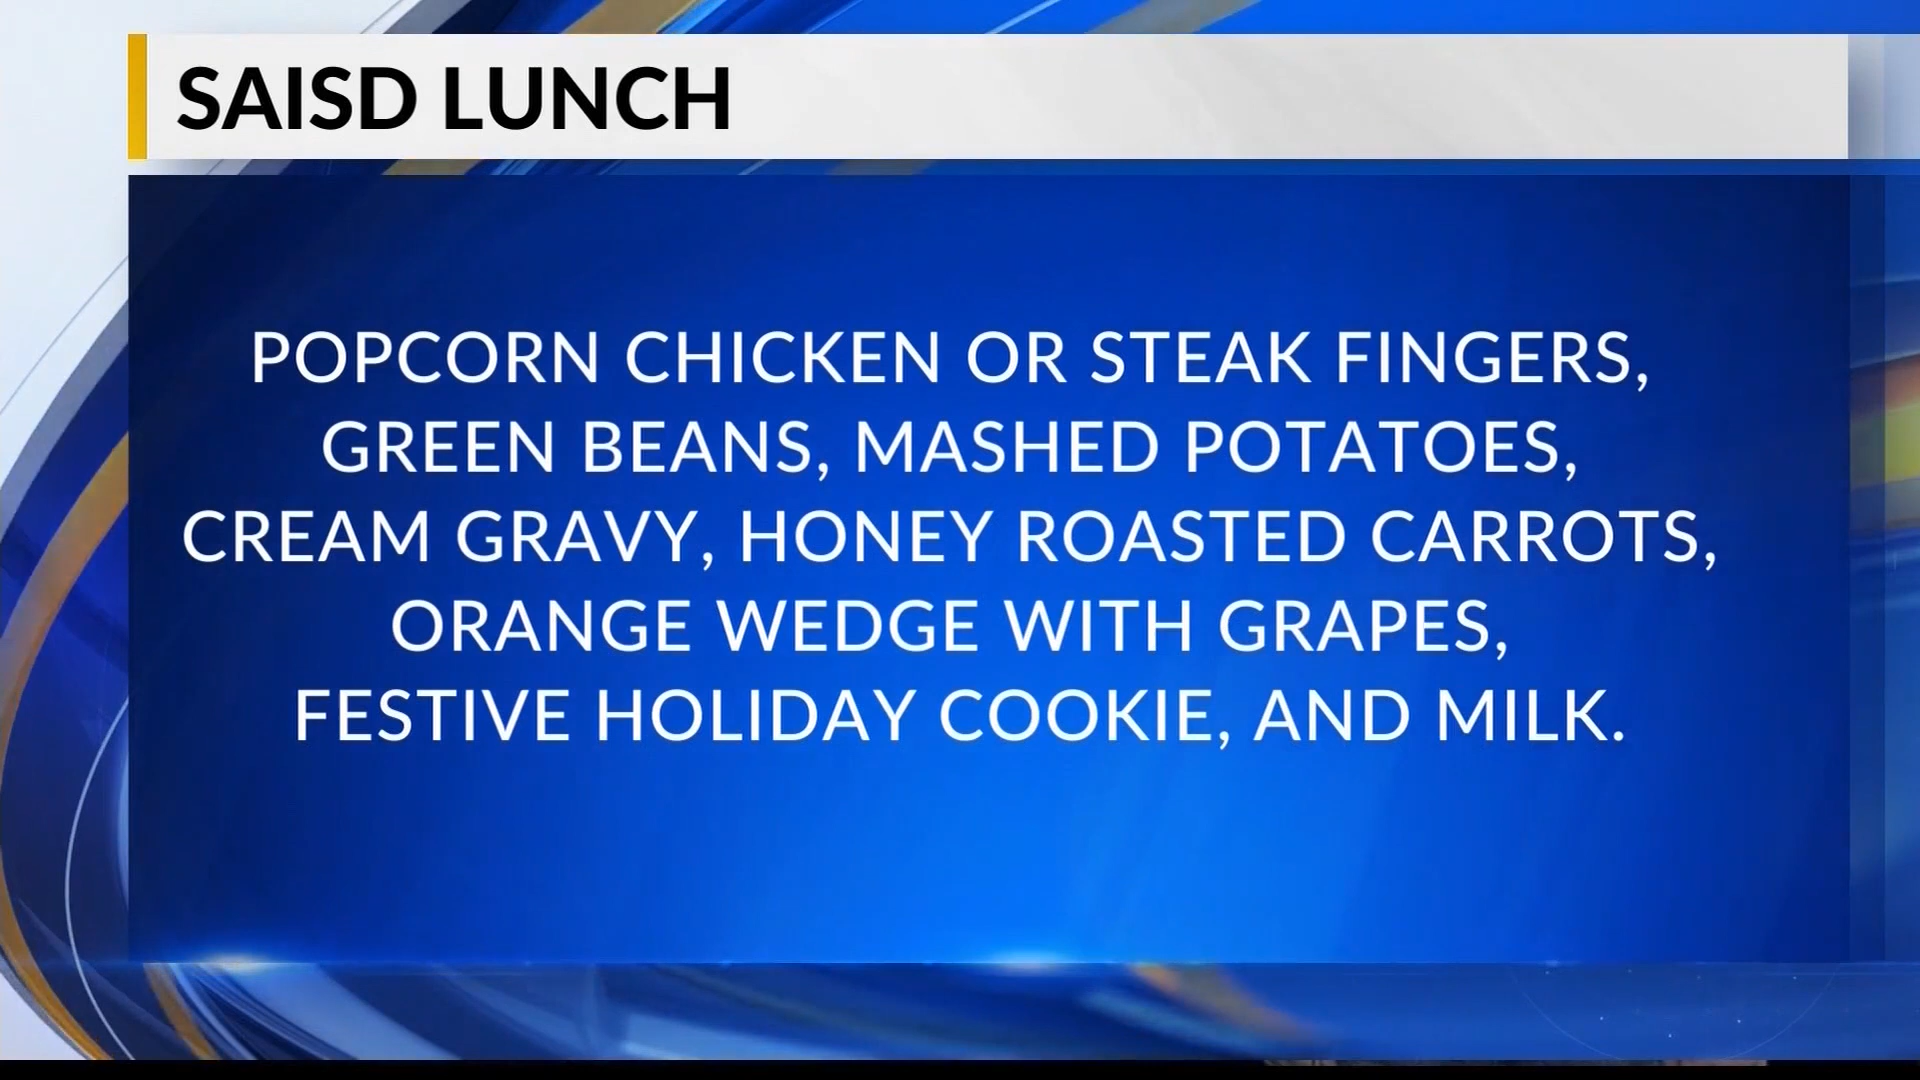 SAISD LUNCH
POPCORN CHICKEN OR STEAK FINGERS,
GREEN BEANS, MASHED POTATOES,
CREAM GRAVY, HONEY ROASTED CARROTS,
ORANGE WEDGE WITH GRAPES,
FESTIVE HOLIDAY COOKIE, AND MILK.